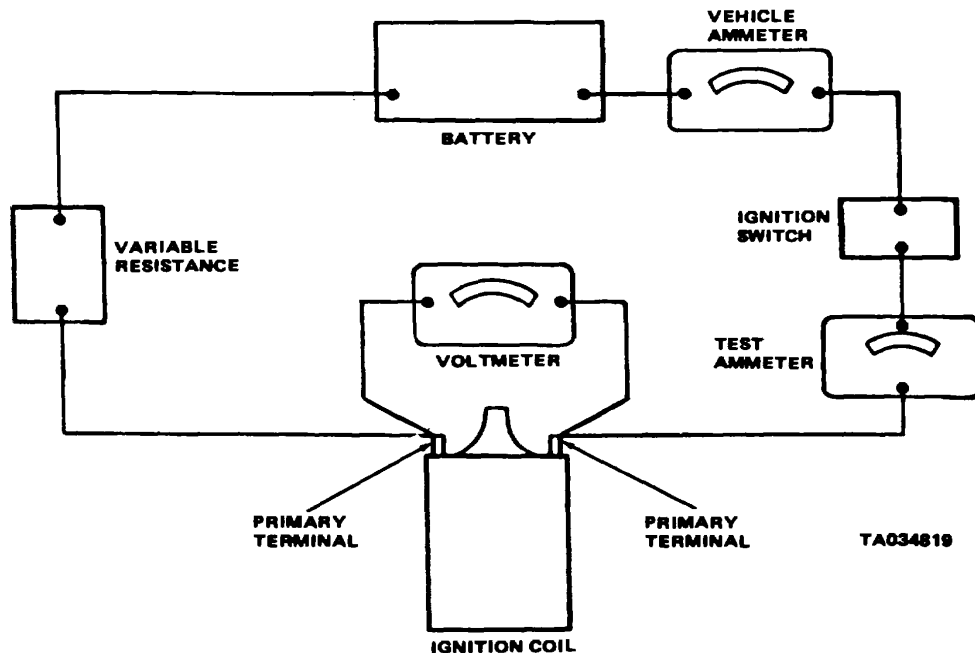 VEHICLE
AMMETER
BATTERY
IGNITION
SWITCH
VARIABLE
RESISTANCE
VOLTMETER
TEST
AMMETER
PRIMARY
TERMINAL
PRIMARY
TERMINAL
TA034819
IGNITION COIL